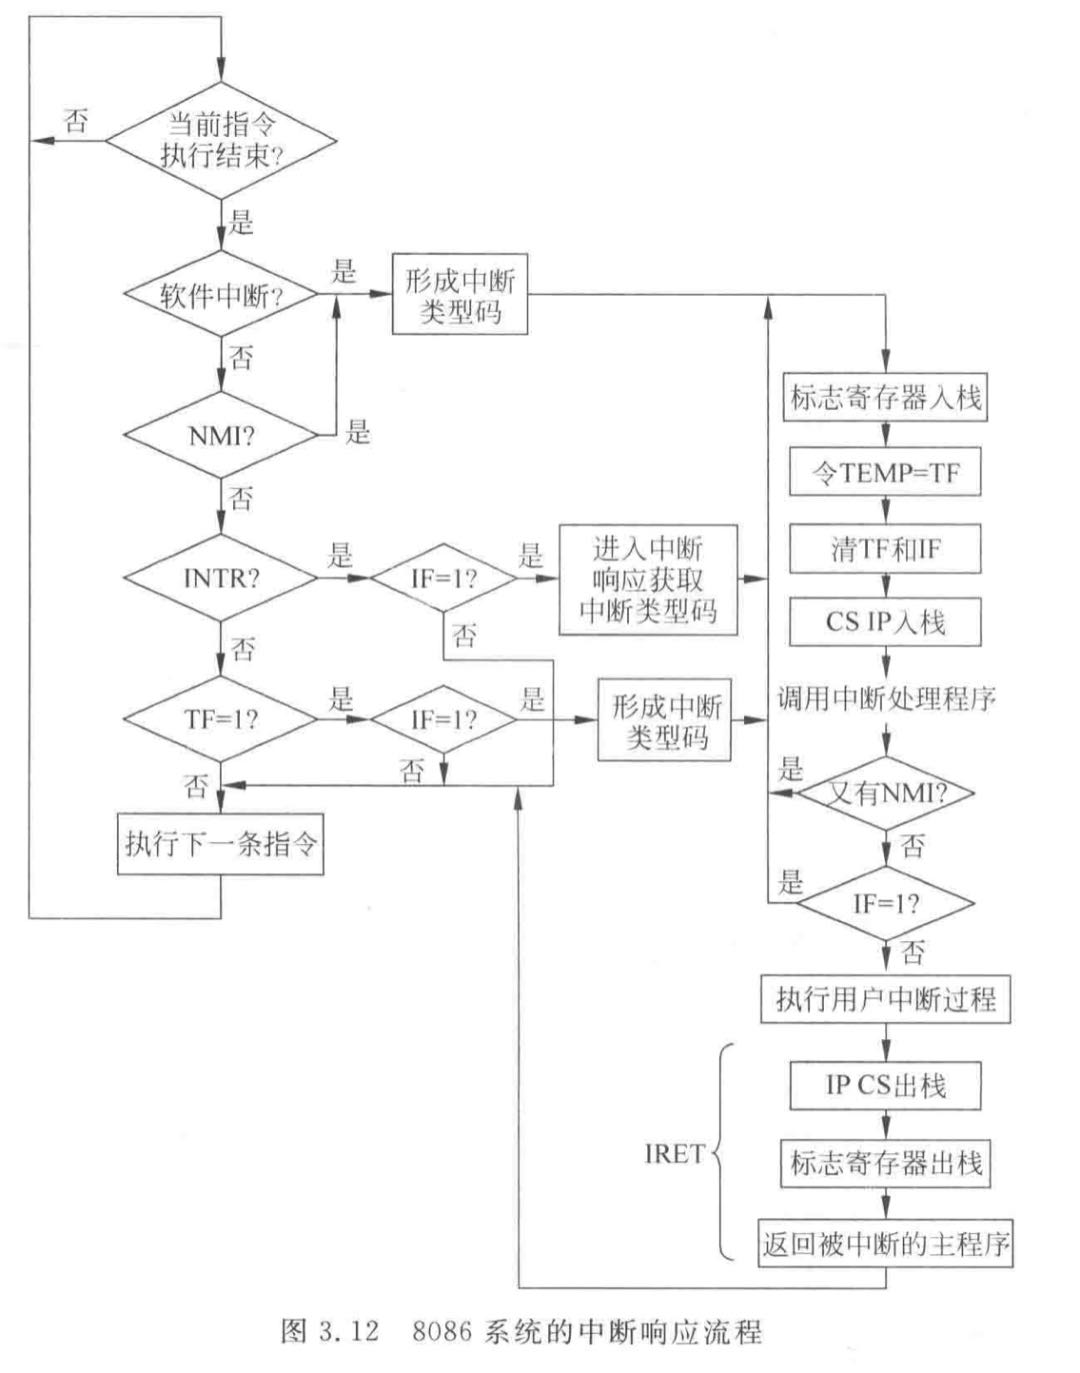 当前指令
执行结束?
否
是
软件中断?
是
形成中断
类型码
否
NMI?
是
否
INTR?
是
IF=1?
是
进入中断
响应获取
中断类型码
否
否
TF=1?
是
IF=1?
是
形成中断
类型码
否
否
执行下一条指令
标志寄存器入栈
令TEMP=TF
清TF和IF
CS IP入栈
调用中断处理程序
又有NMI?
是
否
IF=1?
是
否
执行用户中断过程
IRET
IP CS出栈
标志寄存器出栈
返回被中断的主程序
图 3.12 8086 系统的中断响应流程